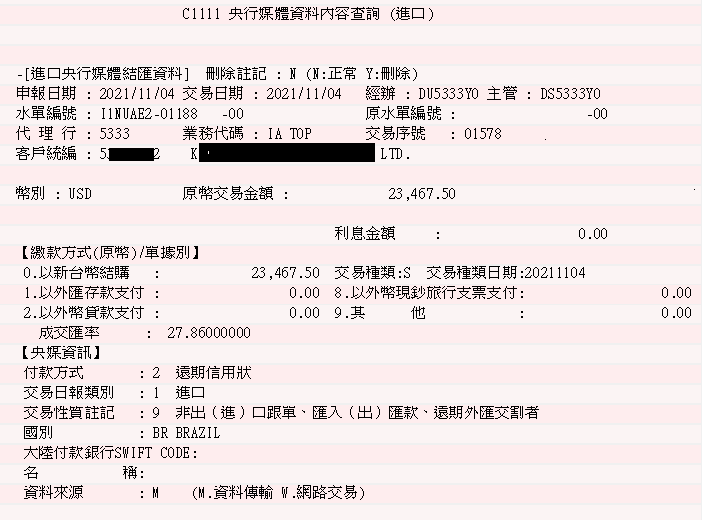 C1111 央行媒體資料內容查詢 (進口)
-[進口央行媒體結匯資料] 刪除註記 : N (N:正常 Y:刪除)
申報日期 : 2021/11/04 交易日期 : 2021/11/04 經辦 : DU5333Y0 主管 : DS5333Y0
水單編號 : I1NUAE2-01188 -00 原水單編號 : -00
代 理 行 : 5333 業務代碼 : IA TOP 交易序號 : 01578
客戶統編 : 5 2 K LTD.
幣別 : USD 原幣交易金額 : 23,467.50
利息金額 : 0.00
【繳款方式(原幣)/單據別】
0.以新台幣結購 : 23,467.50 交易種類:S 交易種類日期:20211104
1.以外匯存款支付 : 0.00 8.以外幣現鈔旅行支票支付: 0.00
2.以外幣貸款支付 : 0.00 9.其 他 : 0.00
成交匯率 : 27.86000000
【央媒資訊】
付款方式 : 2 遠期信用狀
交易日報類別 : 1 進口
交易性質註記 : 9 非出（進）口跟單、匯入（出）匯款、遠期外匯交割者
國別 : BR BRAZIL
大陸付款銀行SWIFT CODE:
名 稱:
資料來源 : M (M.資料傳輸 W.網路交易)